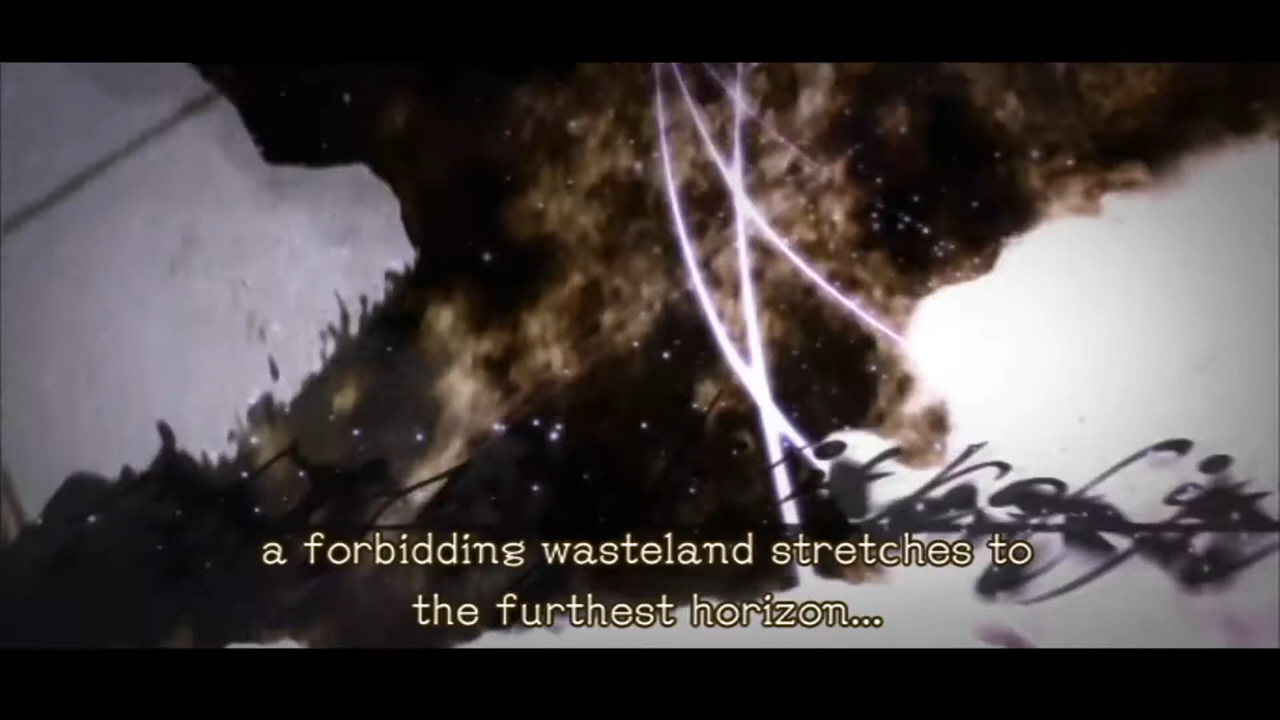 a forbidding wasteland stretches to
the furthest horizon...